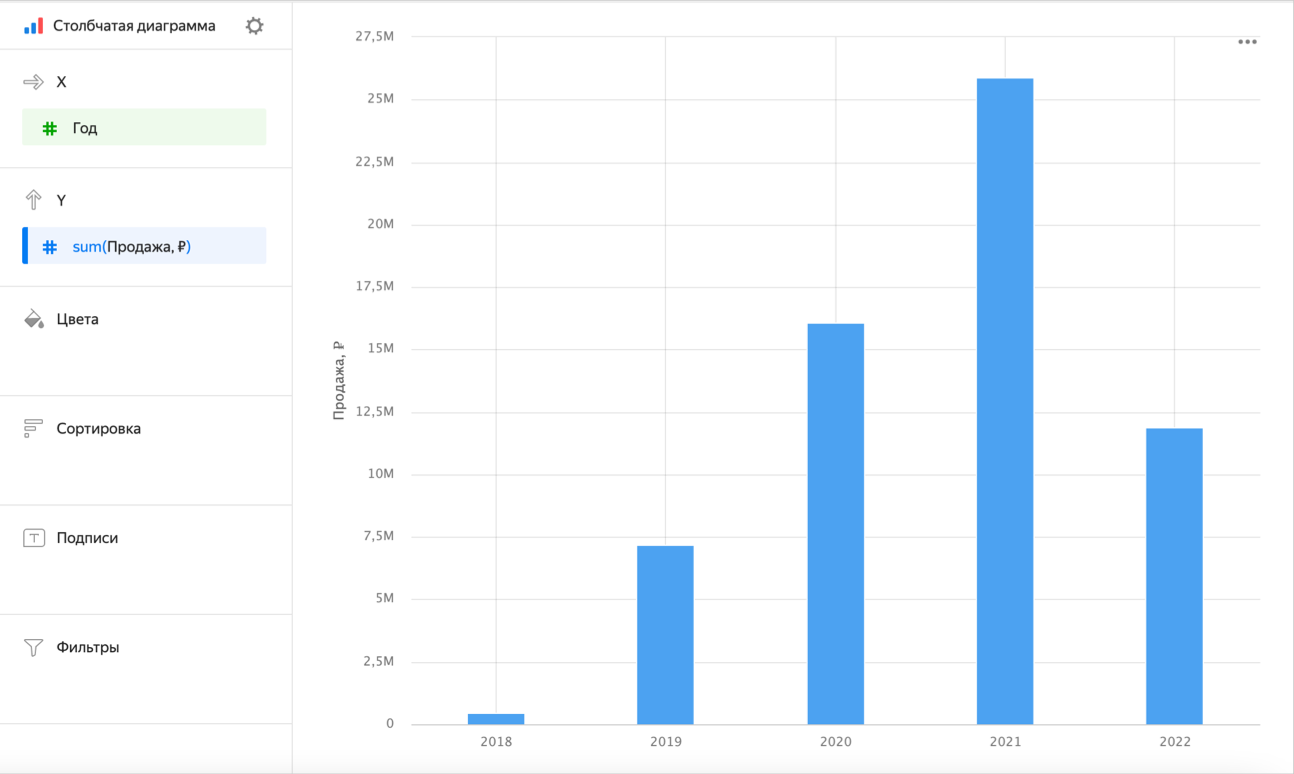 Столбчатая диаграмма
X
Год
Y
sum(Продажа, ₽)
Цвета
Сортировка
Подписи
Фильтры
Продажа, ₽
27,5M
25M
22,5M
20M
17,5M
15M
12,5M
10M
7,5M
5M
2,5M
0
2018 2019 2020 2021 2022